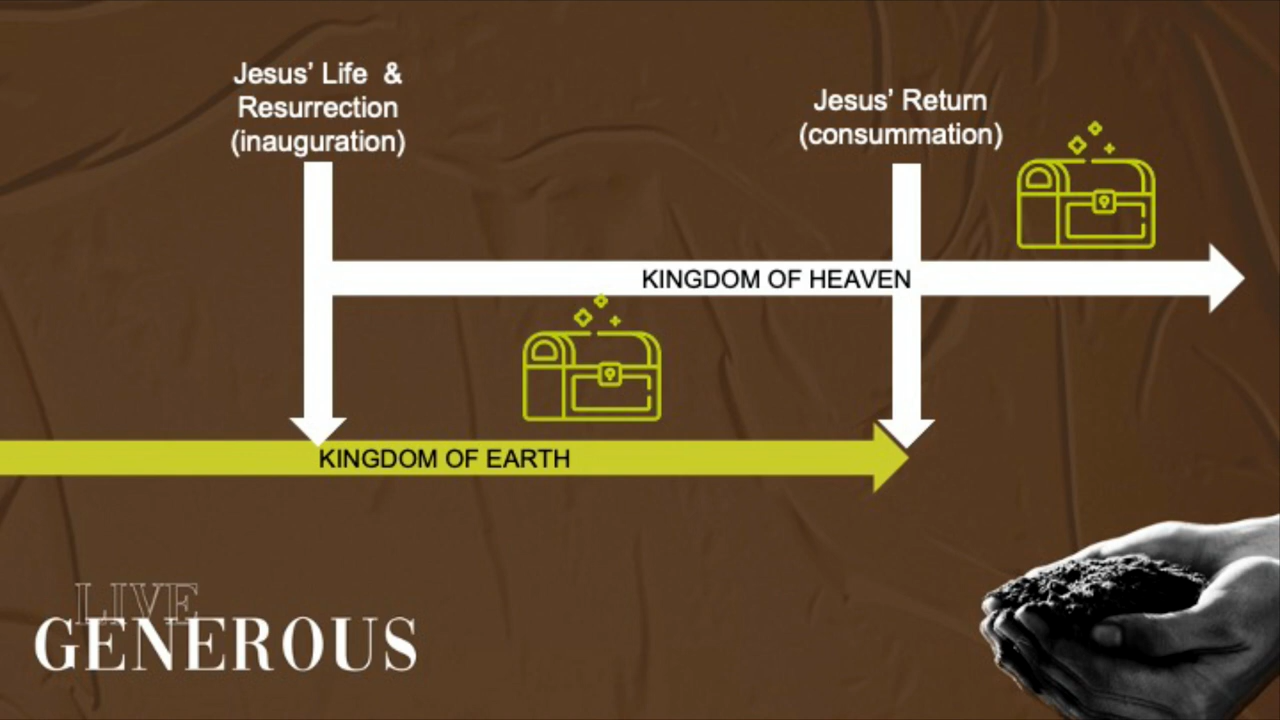 Jesus’ Life &
Resurrection
(inauguration)
Jesus’ Return
(consummation)
KINGDOM OF HEAVEN
KINGDOM OF EARTH
LIVE
GENEROUS